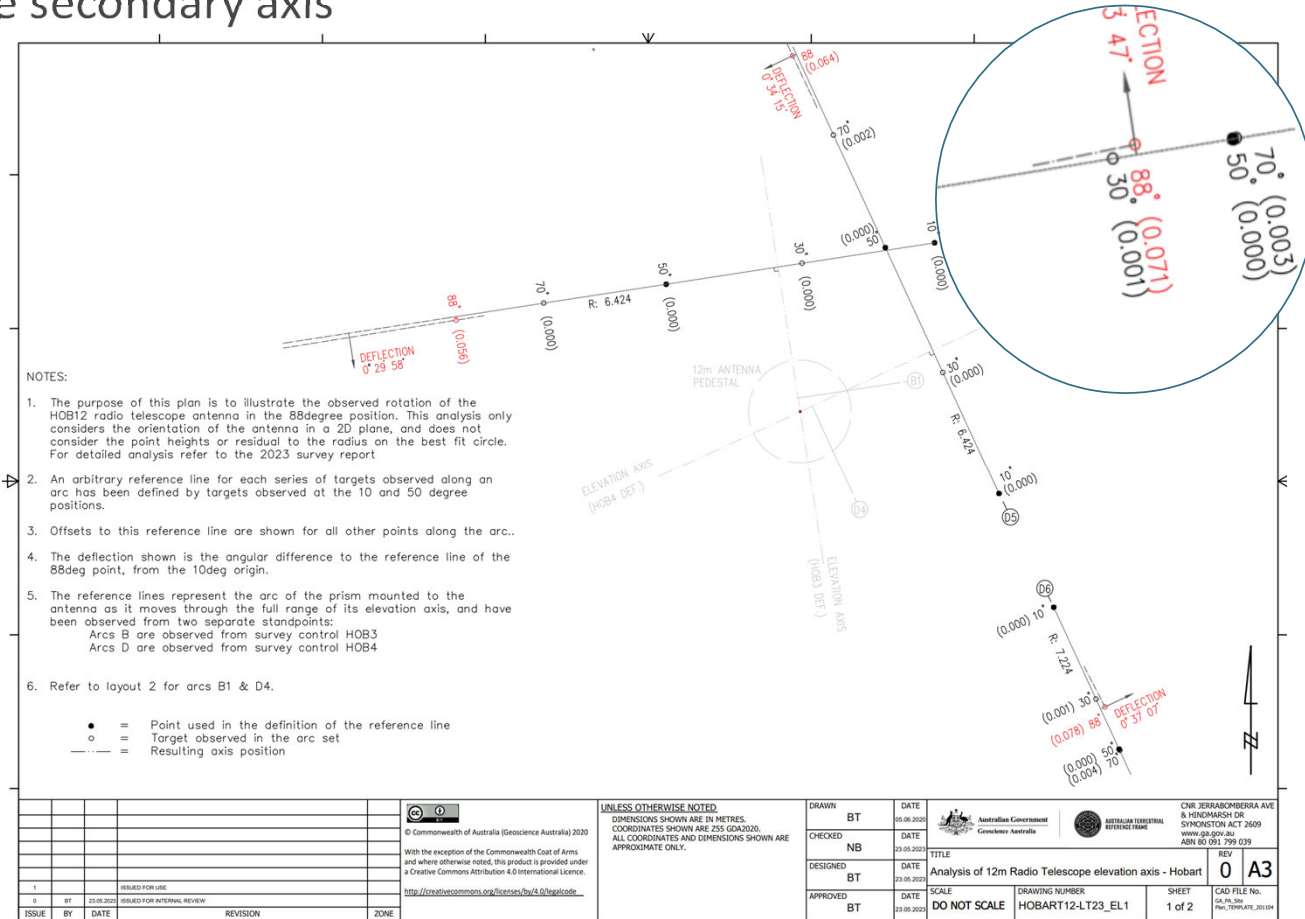 e secondary axis
88
(0.064)
DEFLECTION
0°34'15"
70°
(0.002)
(0.000)
50°
10°
(0.000)
30°
(0.000)
50°
(0.000)
R: 6.424
70°
(0.000)
88°
(0.056)
DEFLECTION
0°29'58"
12m ANTENNA
PEDESTAL
B1
30°
(0.000)
R: 6.424
ELEVATION AXIS
(HOB4 DEF.)
D4
10°
(0.000)
D5
ELEVATION AXIS
(HOB3 DEF.)
D6
(0.000) 10°
R: 7.224
(0.001) 30°
(0.078) 88°
DEFLECTION
0°37'07"
(0.000) 50°
(0.004) 70°
ECTION
3'47"
88° (0.071)
30° (0.001)
70° (0.003)
50° (0.000)
NOTES:
1. The purpose of this plan is to illustrate the observed rotation of the
HOB12 radio telescope antenna in the 88degree position. This analysis only
considers the orientation of the antenna in a 2D plane, and does not
consider the point heights or residual to the radius on the best fit circle.
For detailed analysis refer to the 2023 survey report
2. An arbitrary reference line for each series of targets observed along an
arc has been defined by targets observed at the 10 and 50 degree
positions.
3. Offsets to this reference line are shown for all other points along the arc..
4. The deflection shown is the angular difference to the reference line of the
88deg point, from the 10deg origin.
5. The reference lines represent the arc of the prism mounted to the
antenna as it moves through the full range of its elevation axis, and have
been observed from two separate standpoints:
Arcs B are observed from survey control HOB3
Arcs D are observed from survey control HOB4
6. Refer to layout 2 for arcs B1 & D4.
● = Point used in the definition of the reference line
○ = Target observed in the arc set
= Resulting axis position
1 ISSUED FOR USE
0 BT 23.05.2023 ISSUED FOR INTERNAL REVIEW
ISSUE BY DATE REVISION ZONE
cc
© Commonwealth of Australia (Geoscience Australia) 2020
With the exception of the Commonwealth Coat of Arms
and where otherwise noted, this product is provided under
a Creative Commons Attribution 4.0 International Licence.
http://creativecommons.org/licenses/by/4.0/legalcode
UNLESS OTHERWISE NOTED
DIMENSIONS SHOWN ARE IN METRES.
COORDINATES SHOWN ARE Z55 GDA2020.
ALL COORDINATES AND DIMENSIONS SHOWN ARE
APPROXIMATE ONLY.
DRAWN
BT
DATE
05.06.2020
CHECKED
NB
DATE
23.05.2023
DESIGNED
BT
DATE
23.05.2023
APPROVED
BT
DATE
23.05.2023
Australian Government
Geoscience Australia
AUSTRALIAN TERRESTRIAL
REFERENCE FRAME
CNR JERRABOMBERRA AVE
& HINDMARSH DR
SYMONSTON ACT 2609
www.ga.gov.au
ABN 80 091 799 039
TITLE
Analysis of 12m Radio Telescope elevation axis - Hobart
REV
0
A3
SCALE
DO NOT SCALE
DRAWING NUMBER
HOBART12-LT23_EL1
SHEET
1 of 2
CAD FILE No.
GA_PA_Site
Plan_TEMPLATE_201104